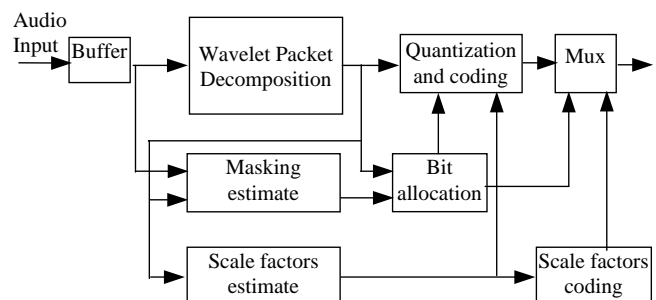 Audio
Input
Buffer
Wavelet Packet
Decomposition
Quantization
and coding
Mux
Masking
estimate
Bit
allocation
Scale factors
estimate
Scale factors
coding